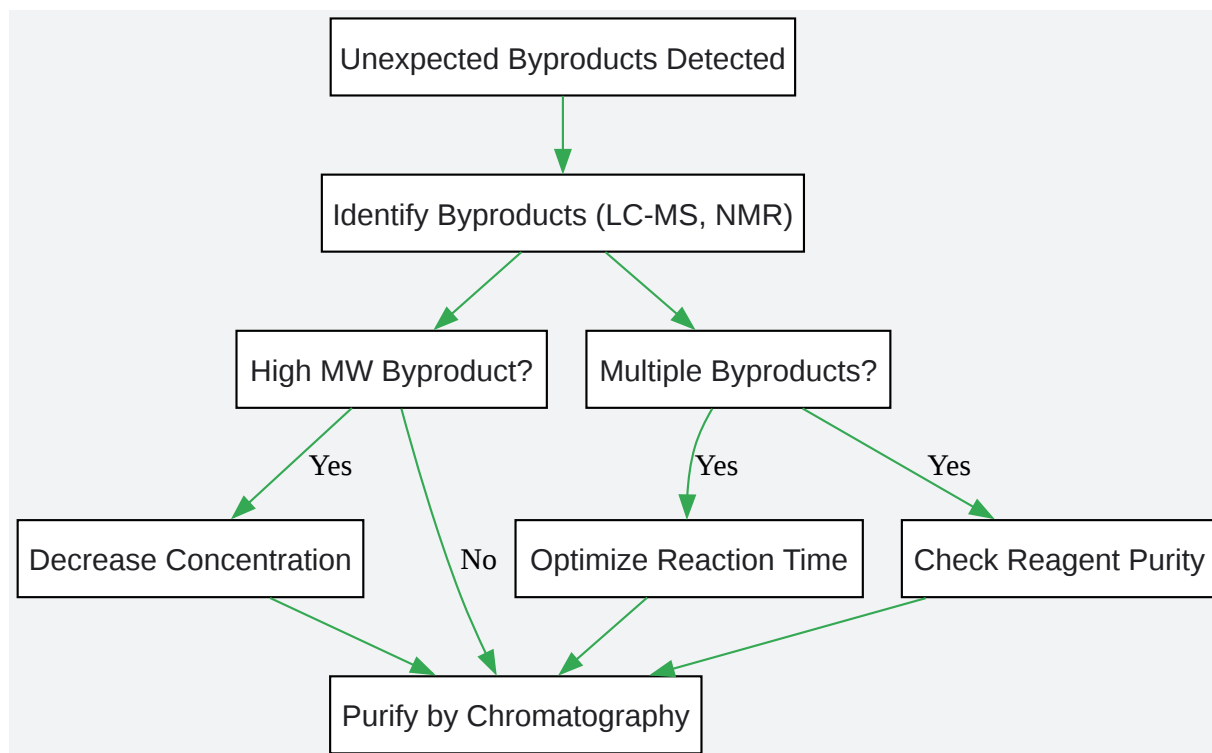 Unexpected Byproducts Detected
Identify Byproducts (LC-MS, NMR)
High MW Byproduct?
Multiple Byproducts?
Yes
Yes
Yes
Decrease Concentration
No
Optimize Reaction Time
Check Reagent Purity
Purify by Chromatography